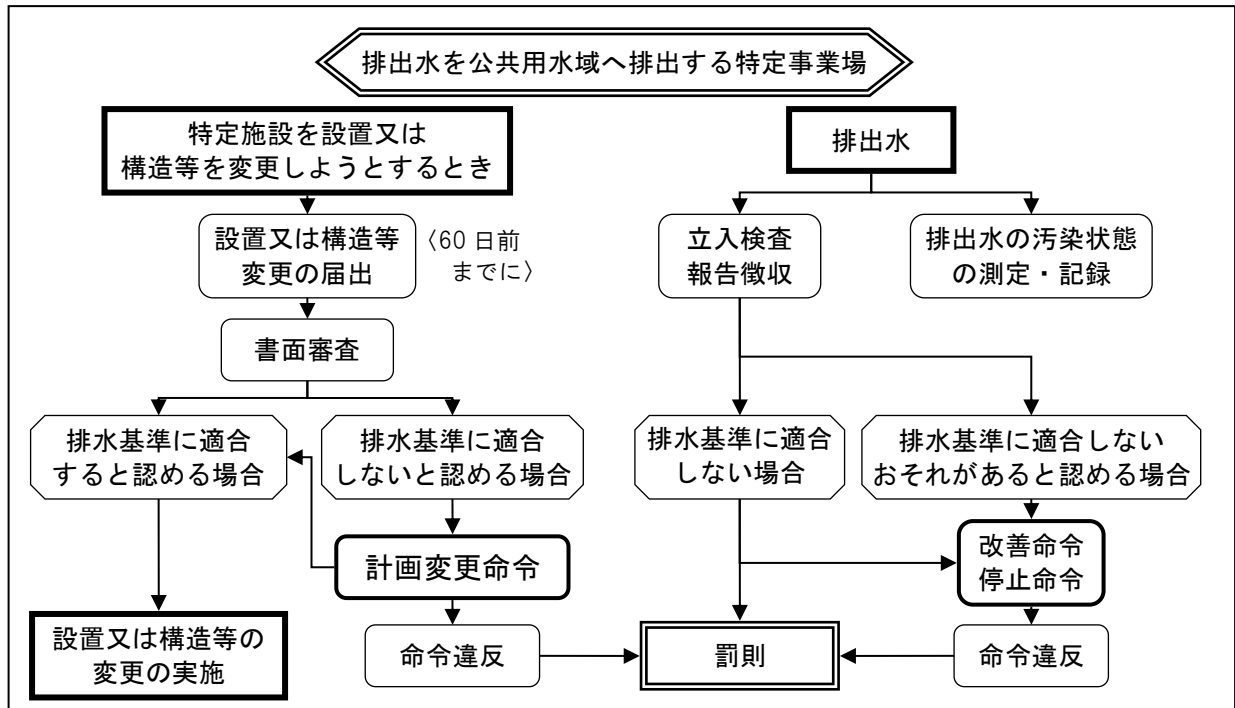 排出水を公共用水域へ排出する特定事業場
特定施設を設置又は
構造等を変更しようとするとき
排出水
設置又は構造等
変更の届出
〈60 日前
までに〉
立入検査
報告徴収
排出水の汚染状態
の測定・記録
書面審査
排水基準に適合
すると認める場合
排水基準に適合
しないと認める場合
排水基準に適合
しない場合
排水基準に適合しない
おそれがあると認める場合
計画変更命令
改善命令
停止命令
設置又は構造等の
変更の実施
命令違反
罰則
命令違反